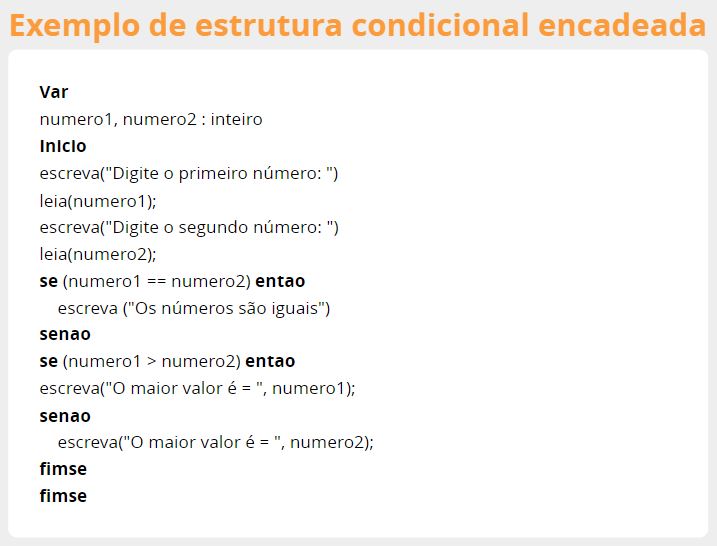 Exemplo de estrutura condicional encadeada
Var
numero1, numero2 : inteiro
Inicio
escreva("Digite o primeiro número: ")
leia(numero1);
escreva("Digite o segundo número: ")
leia(numero2);
se (numero1 == numero2) entao
escreva ("Os números são iguais")
senao
se (numero1 > numero2) entao
escreva("O maior valor é = ", numero1);
senao
escreva("O maior valor é = ", numero2);
fimse
fimse